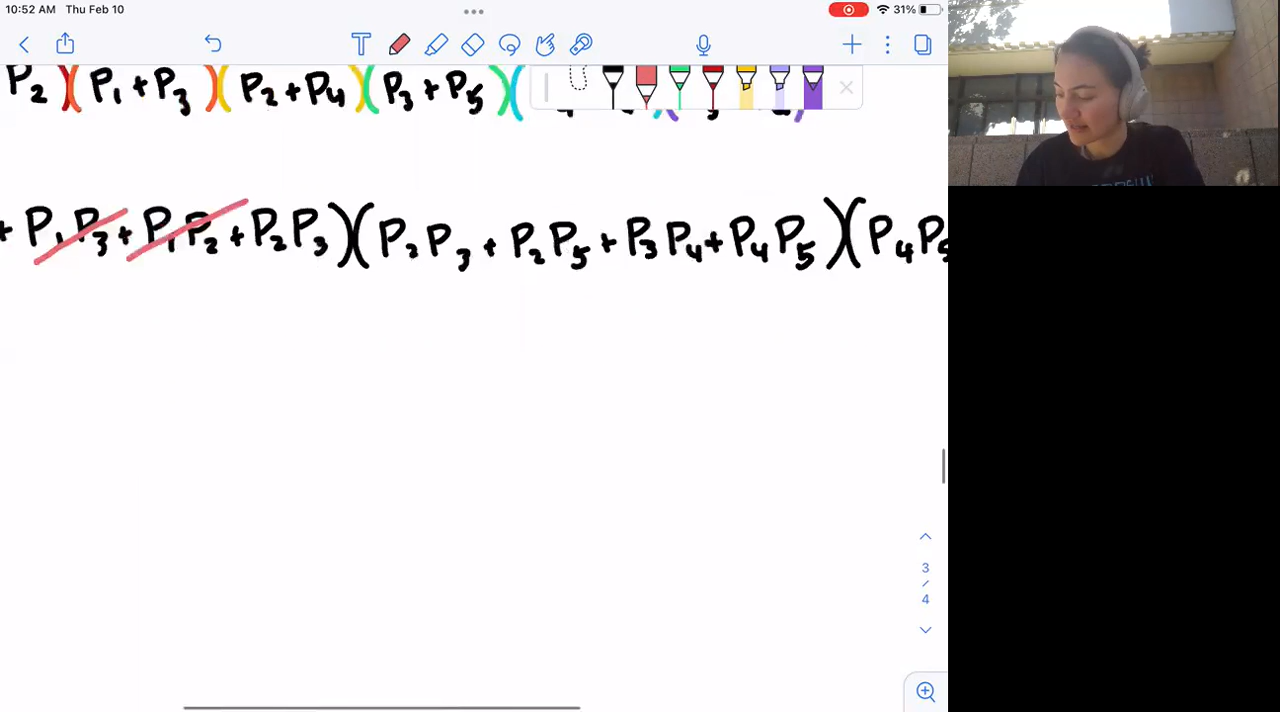 10:52 AM Thu Feb 10
31%
T
P₂)(P₁ + P₃)(P₂ + P₄)(P₃ + P₅)(
+ P₁P₃ + P₁P₂ + P₂P₃)(P₂P₃ + P₂P₅ + P₃P₄ + P₄P₅)(P₄P₅
3
/
4